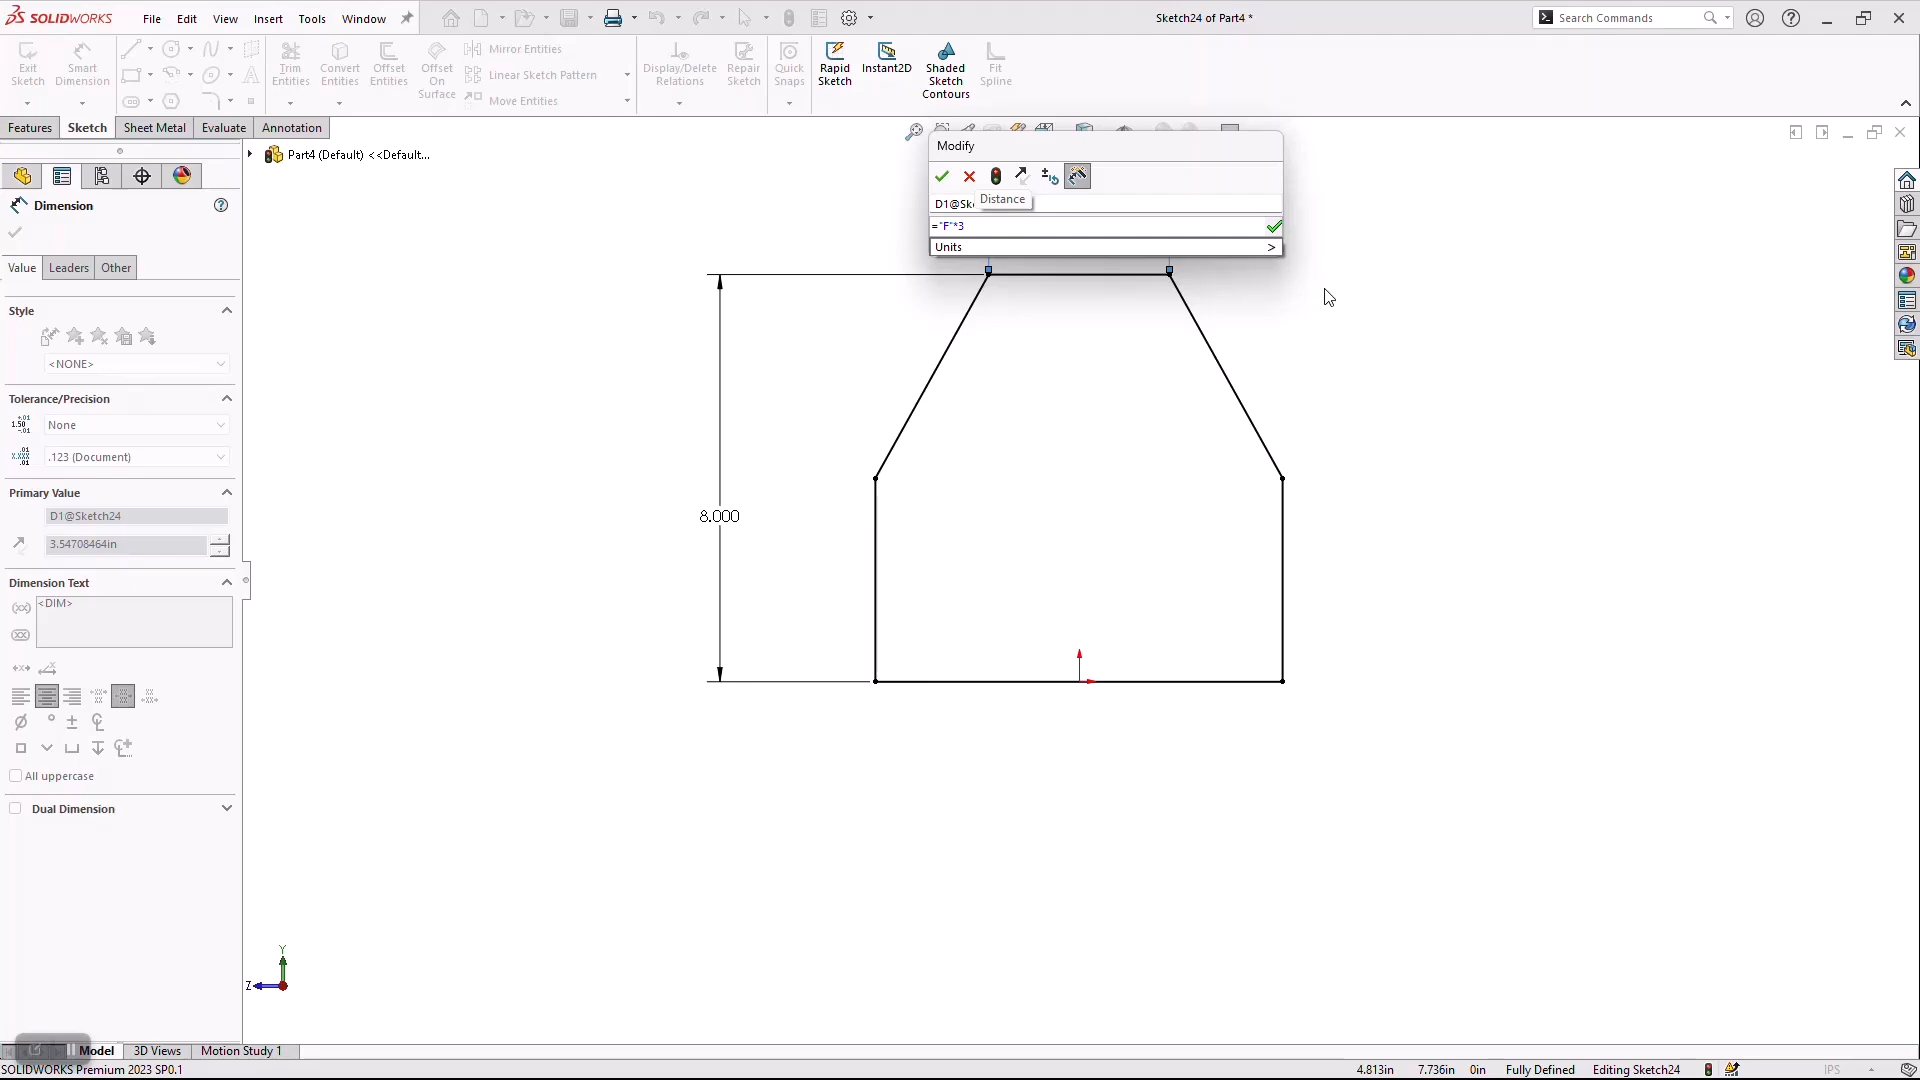 SOLIDWORKS File Edit View Insert Tools Window
Sketch24 of Part4 *
Search Commands
Exit Sketch
Smart Dimension
Trim Entities
Convert Entities
Offset Entities
Offset On Surface
Mirror Entities
Linear Sketch Pattern
Move Entities
Display/Delete Relations
Repair Sketch
Quick Snaps
Rapid Sketch
Instant2D
Shaded Sketch Contours
Fit Spline
Features Sketch Sheet Metal Evaluate Annotation
Part4 (Default) <<Default...
Modify
D1@Ske
Distance
="F"*3
Units >
Dimension
Value Leaders Other
Style
<NONE>
Tolerance/Precision
None
.123 (Document)
Primary Value
D1@Sketch24
3.54708464in
Dimension Text
<DIM>
All uppercase
Dual Dimension
8.000
Y
Z
Model 3D Views Motion Study 1
SOLIDWORKS Premium 2023 SP0.1
4.813in 7.736in 0in Fully Defined Editing Sketch24 IPS